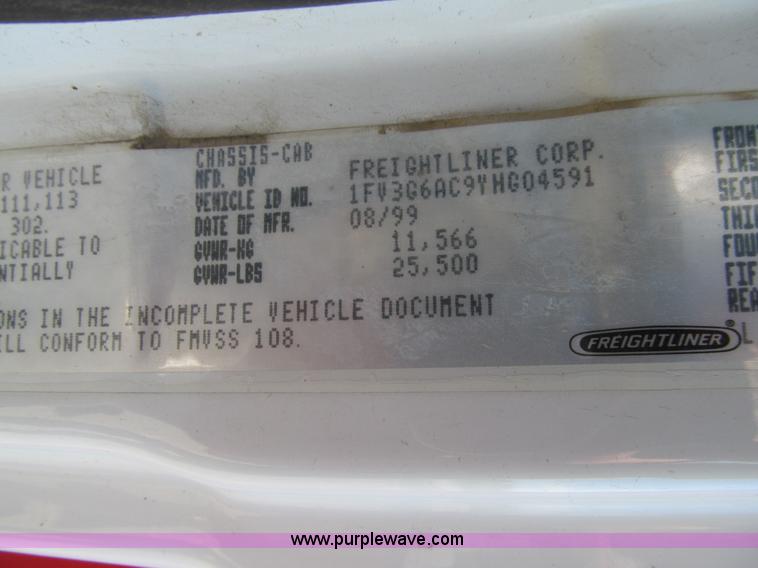 R VEHICLE
111,113
302.
ICABLE TO
NTIALLY
CHASSIS-CAB
MFD. BY FREIGHTLINER CORP.
VEHICLE ID NO. 1FV3G6AC9YHG04591
DATE OF MFR. 08/99
GVWR-KG 11,566
GVWR-LBS 25,500
FRONT
FIRS
SECO
THI
FOU
FIF
REA
ONS IN THE INCOMPLETE VEHICLE DOCUMENT
ILL CONFORM TO FMVSS 108.
FREIGHTLINER®
L
www.purplewave.com